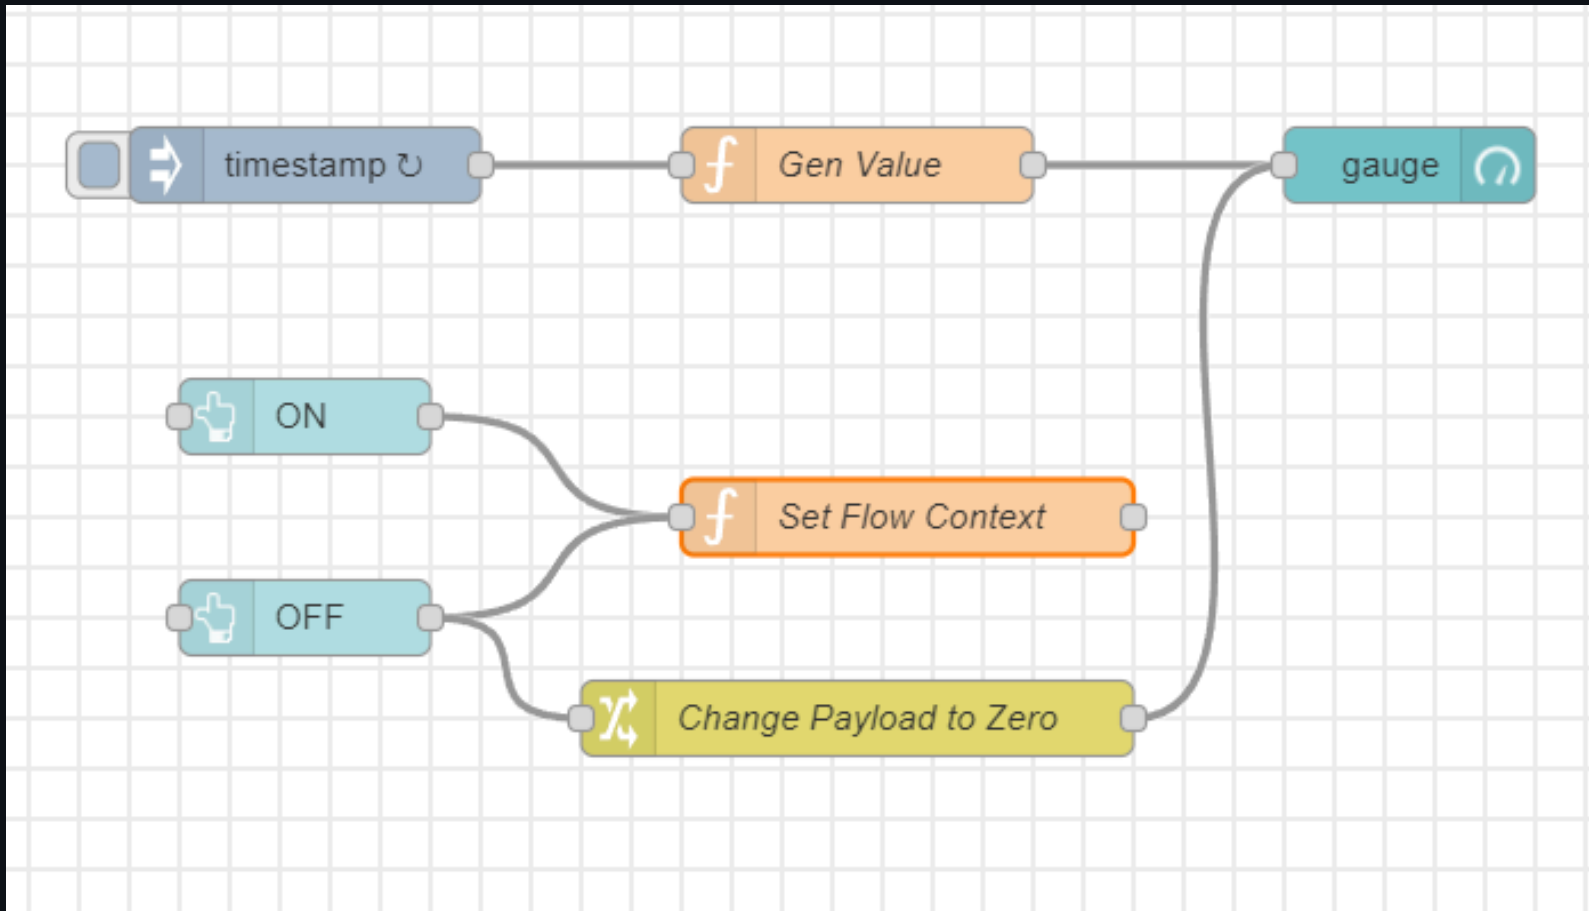 timestamp ↻
Gen Value
gauge
ON
Set Flow Context
OFF
Change Payload to Zero